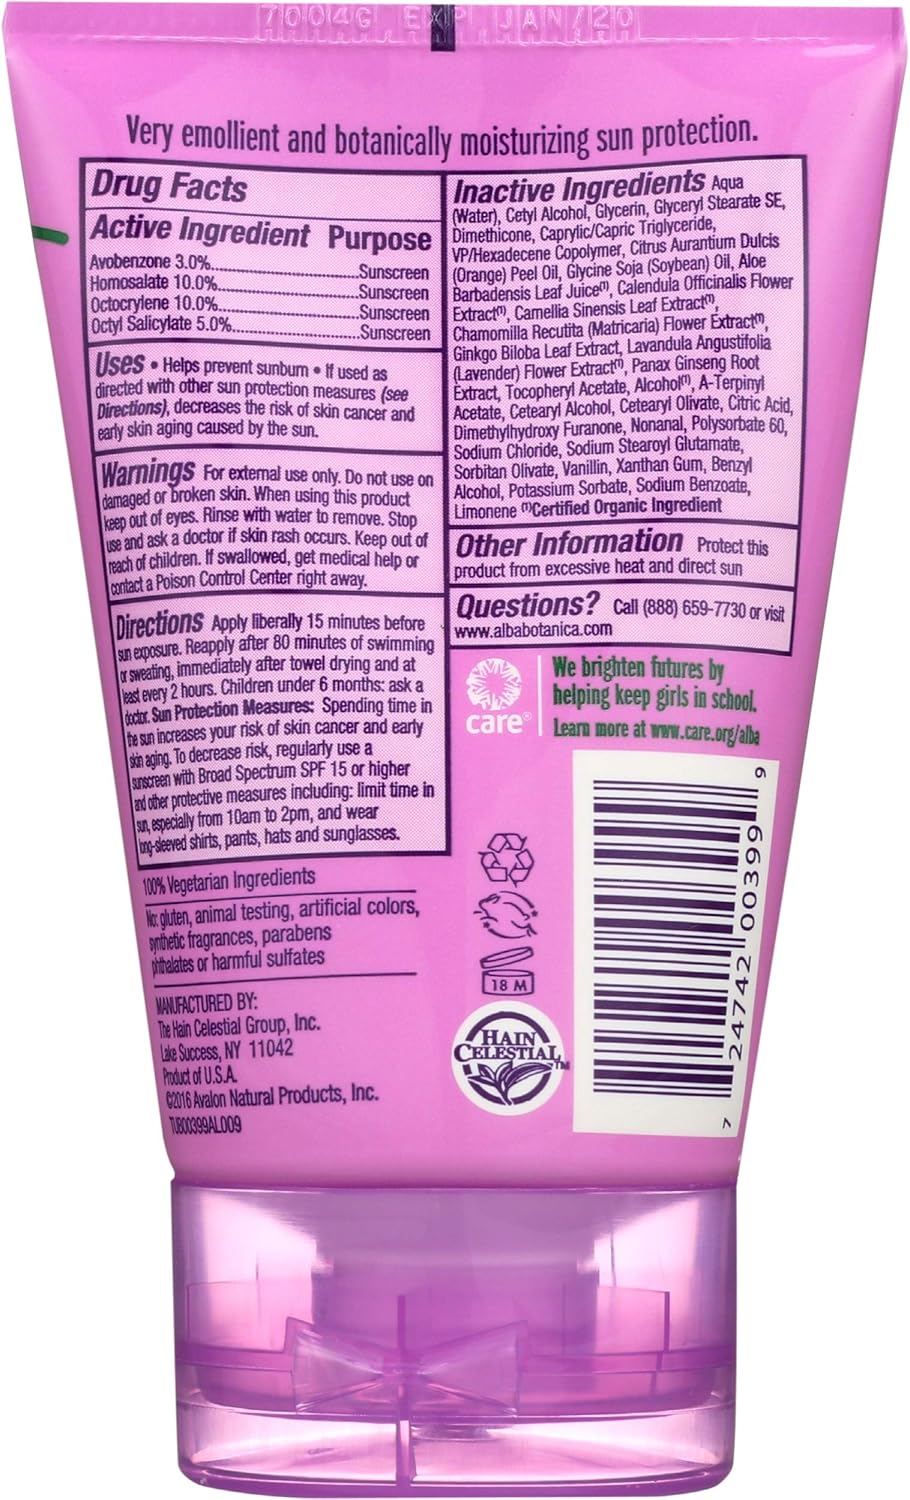 7004G EXP JAN/20
Very emollient and botanically moisturizing sun protection.
Drug Facts
Active Ingredient Purpose
Avobenzone 3.0%..............................Sunscreen
Homosalate 10.0%..............................Sunscreen
Octocrylene 10.0%..............................Sunscreen
Octyl Salicylate 5.0%..............................Sunscreen
Uses • Helps prevent sunburn • If used as
directed with other sun protection measures (see
Directions), decreases the risk of skin cancer and
early skin aging caused by the sun.
Warnings For external use only. Do not use on
damaged or broken skin. When using this product
keep out of eyes. Rinse with water to remove. Stop
use and ask a doctor if skin rash occurs. Keep out of
reach of children. If swallowed, get medical help or
contact a Poison Control Center right away.
Directions Apply liberally 15 minutes before
sun exposure. Reapply after 80 minutes of swimming
or sweating, immediately after towel drying and at
least every 2 hours. Children under 6 months: ask a
doctor. Sun Protection Measures: Spending time in
the sun increases your risk of skin cancer and early
skin aging. To decrease risk, regularly use a
sunscreen with Broad Spectrum SPF 15 or higher
and other protective measures including: limit time in
sun, especially from 10am to 2pm, and wear
long-sleeved shirts, pants, hats and sunglasses.
100% Vegetarian Ingredients
No: gluten, animal testing, artificial colors,
synthetic fragrances, parabens
phthalates or harmful sulfates
MANUFACTURED BY:
The Hain Celestial Group, Inc.
Lake Success, NY 11042
Product of U.S.A.
©2016 Avalon Natural Products, Inc.
TUB00399AL009
Inactive Ingredients Aqua
(Water), Cetyl Alcohol, Glycerin, Glyceryl Stearate SE,
Dimethicone, Caprylic/Capric Triglyceride,
VP/Hexadecene Copolymer, Citrus Aurantium Dulcis
(Orange) Peel Oil, Glycine Soja (Soybean) Oil, Aloe
Barbadensis Leaf Juice(1), Calendula Officinalis Flower
Extract(1), Camellia Sinensis Leaf Extract(1),
Chamomilla Recutita (Matricaria) Flower Extract(1),
Ginkgo Biloba Leaf Extract, Lavandula Angustifolia
(Lavender) Flower Extract(1), Panax Ginseng Root
Extract, Tocopheryl Acetate, Alcohol(1), A-Terpinyl
Acetate, Cetearyl Alcohol, Cetearyl Olivate, Citric Acid,
Dimethylhydroxy Furanone, Nonanal, Polysorbate 60,
Sodium Chloride, Sodium Stearoyl Glutamate,
Sorbitan Olivate, Vanillin, Xanthan Gum, Benzyl
Alcohol, Potassium Sorbate, Sodium Benzoate,
Limonene (1)Certified Organic Ingredient
Other Information Protect this
product from excessive heat and direct sun
Questions? Call (888) 659-7730 or visit
www.albabotanica.com
care®
We brighten futures by
helping keep girls in school.
Learn more at www.care.org/alba
18 M
HAIN
CELESTIAL™
7 24742 00399 9